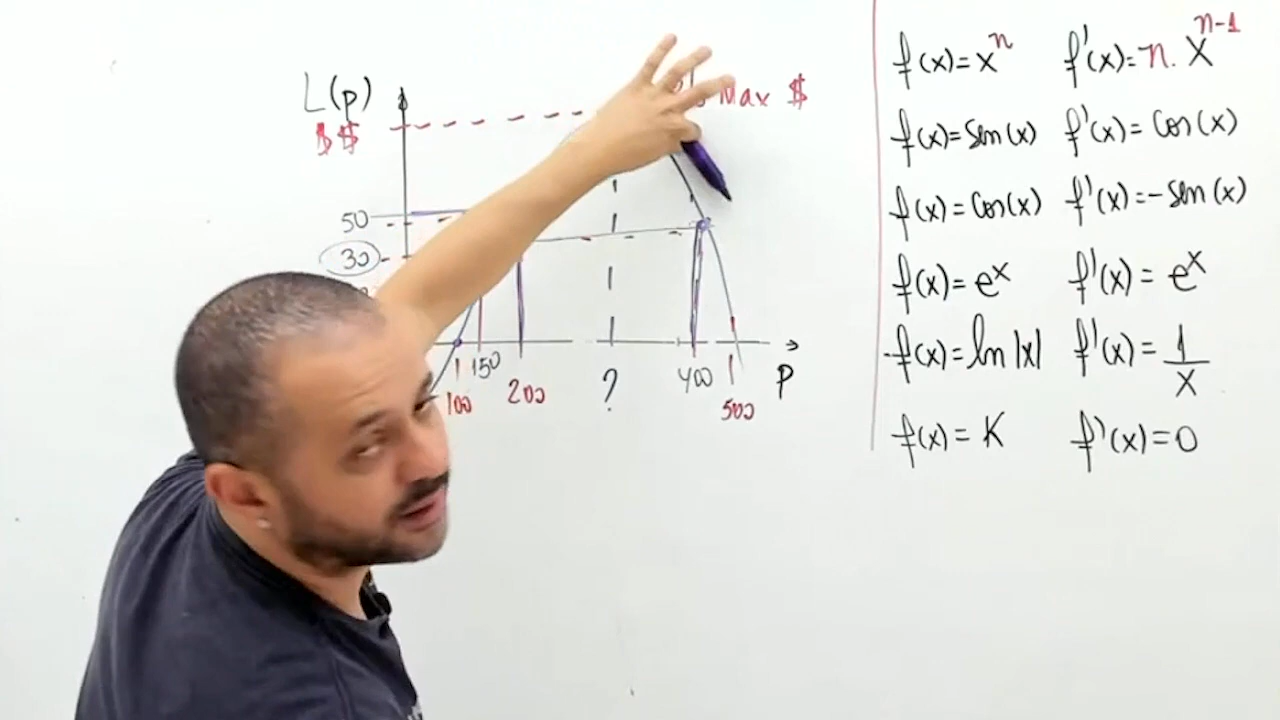 L(p)
$$
Max $
50
30
150
100
200
?
400
500
p
f(x)=x^n f'(x)=n.x^n-1
f(x)=Sen(x) f'(x)=Cos(x)
f(x)=Cos(x) f'(x)=-Sen(x)
f(x)=e^x f'(x)=e^x
f(x)=ln|x| f'(x)=1/x
f(x)=K f'(x)=0